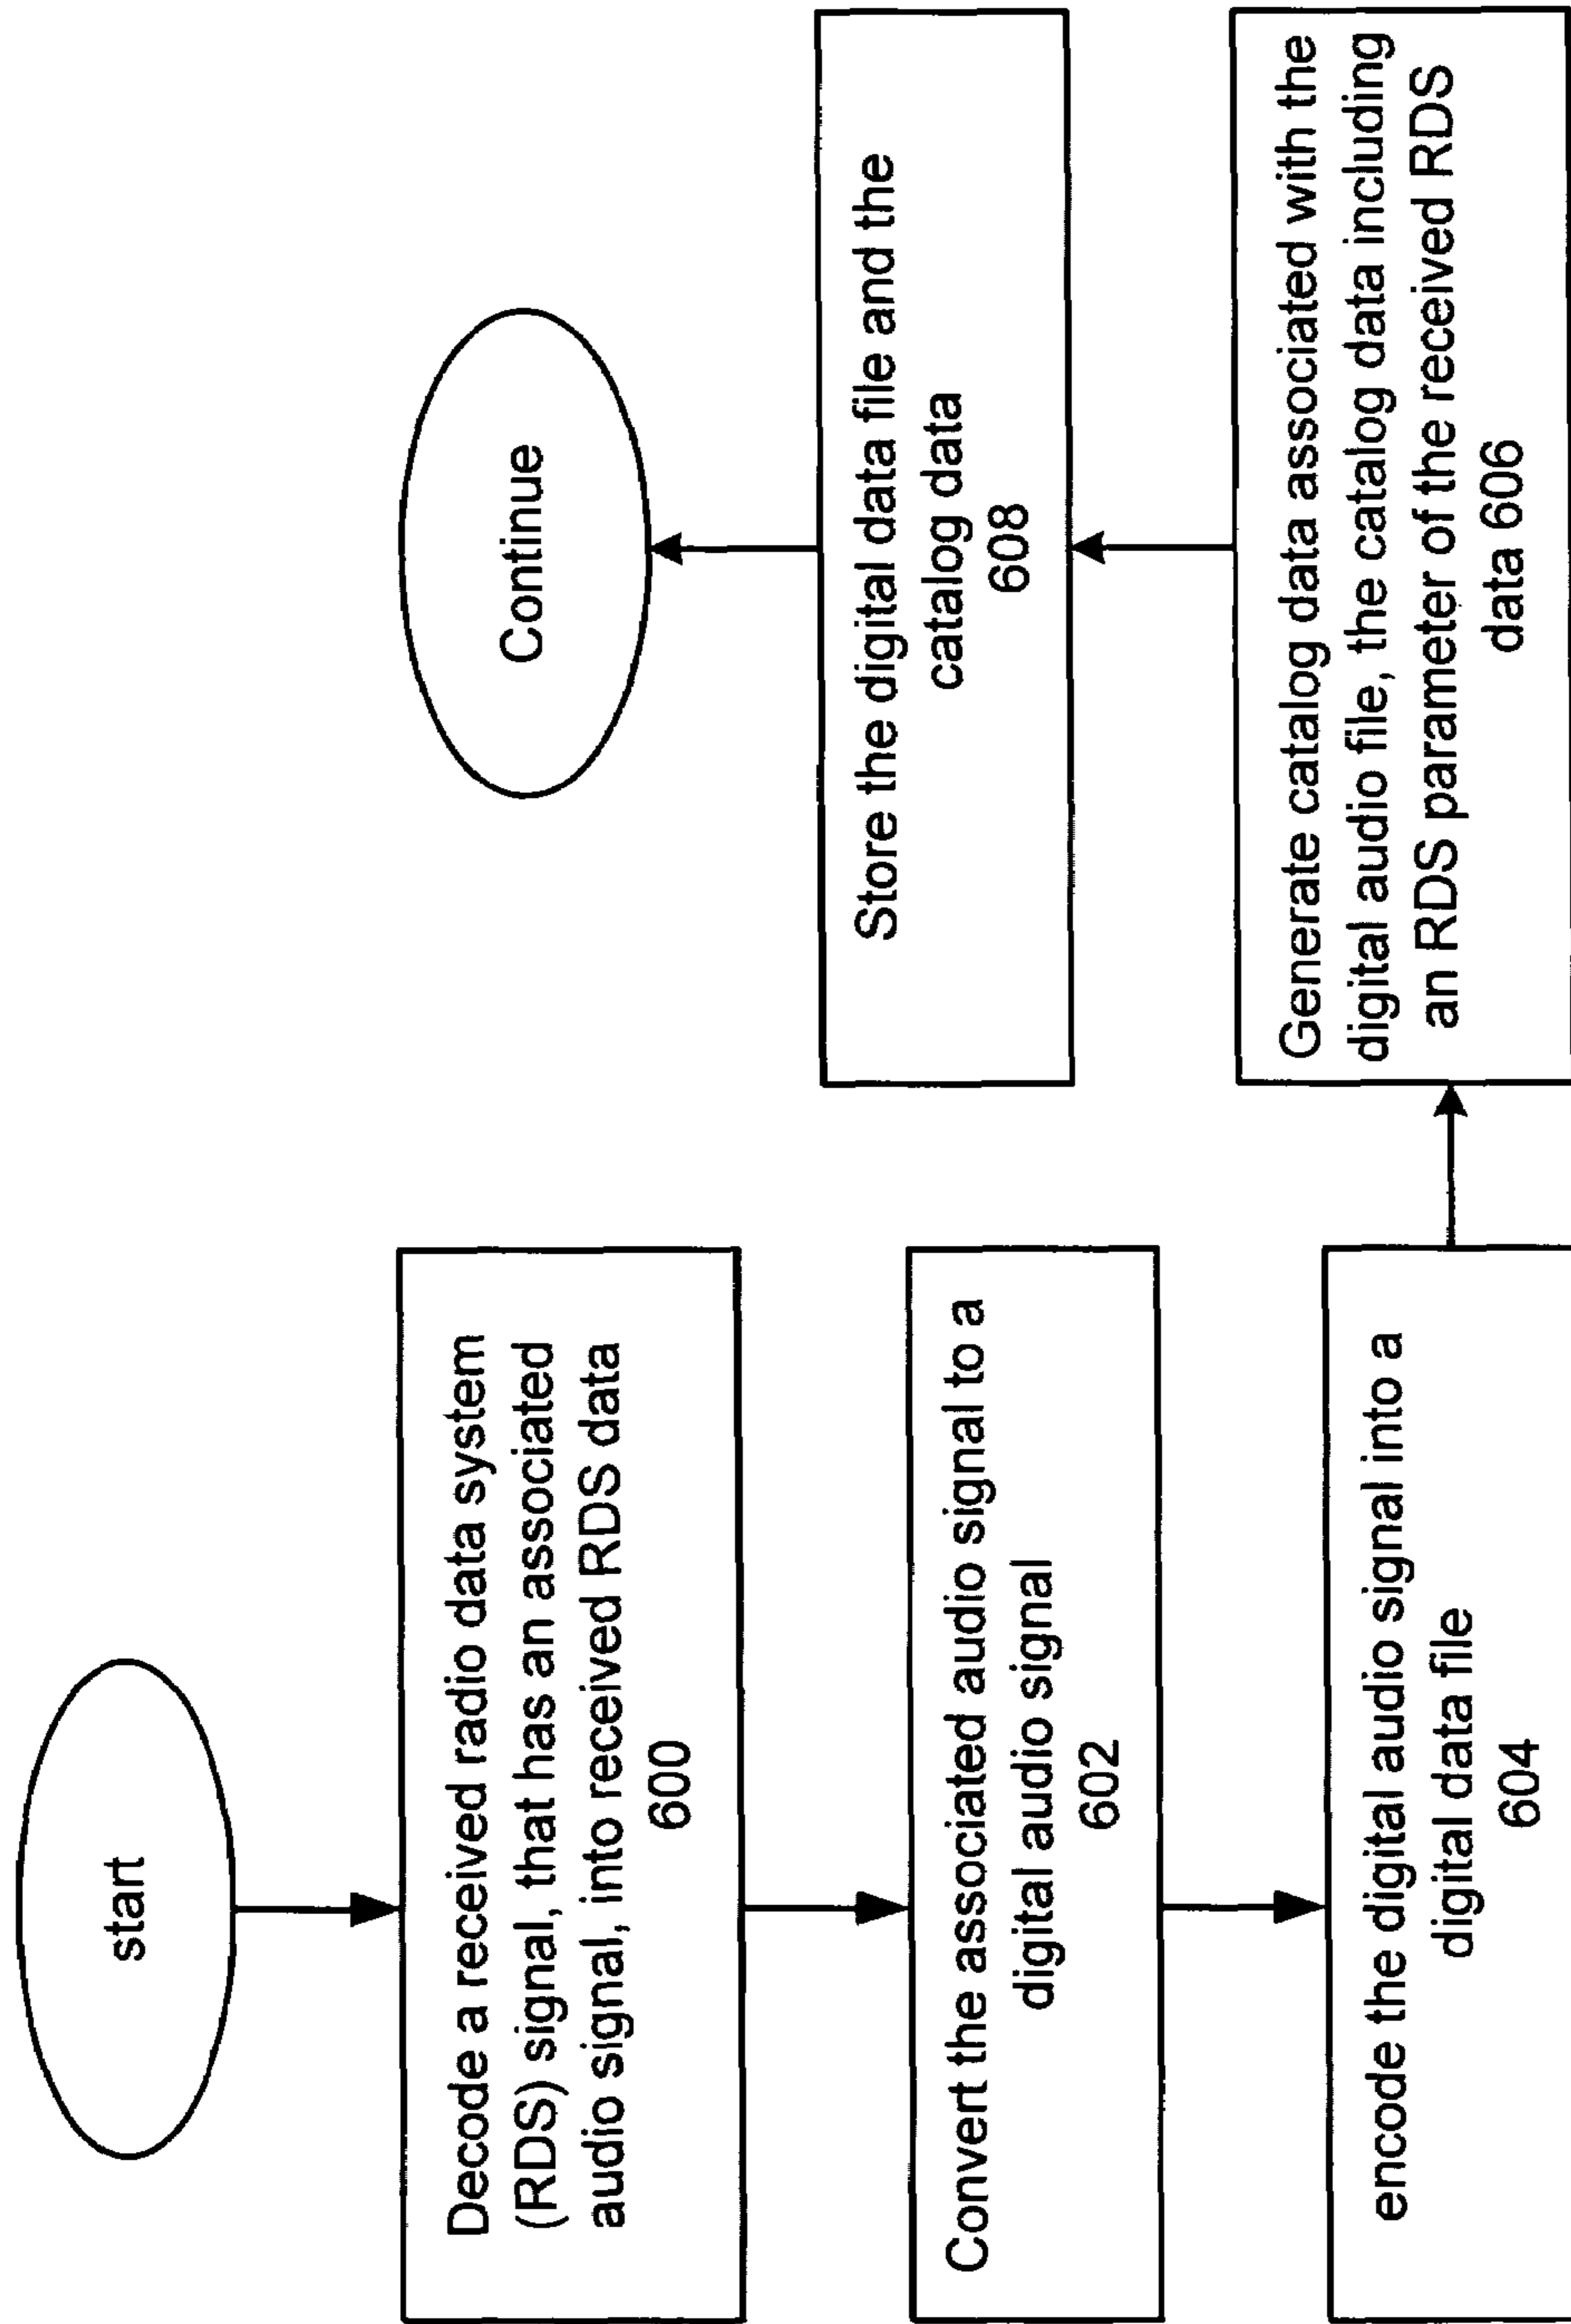 start
Decode a received radio data system
(RDS) signal, that has an associated
audio signal, into received RDS data
600
Convert the associated audio signal to a
digital audio signal
602
encode the digital audio signal into a
digital data file
604
Generate catalog data associated with the
digital audio file, the catalog data including
an RDS parameter of the received RDS
data 606
Store the digital data file and the
catalog data
608
Continue